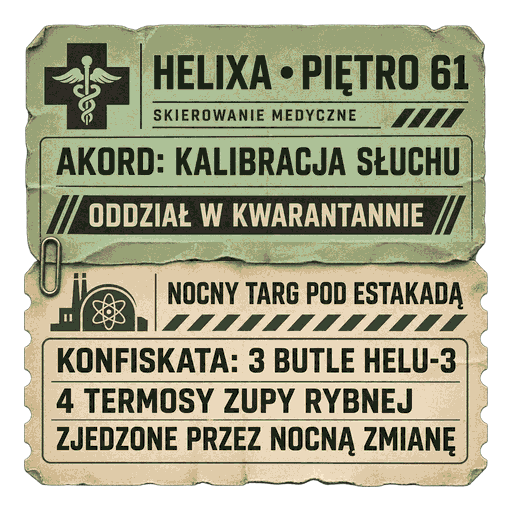 HELIXA • PIĘTRO 61
SKIEROWANIE MEDYCZNE
AKORD: KALIBRACJA SŁUCHU
ODDZIAŁ W KWARANTANNIE
NOCNY TARG POD ESTAKADĄ
KONFISKATA: 3 BUTLE HELU-3
4 TERMOSY ZUPY RYBNEJ
ZJEDZONE PRZEZ NOCNĄ ZMIANĘ